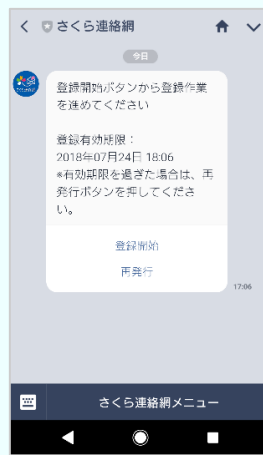 さくら連絡網
今日
登録開始ボタンから登録作業
を進めてください
登録有効期限：
2018年07月24日 18:06
*有効期限を過ぎた場合は、再
発行ボタンを押してくださ
い。
登録開始
再発行
17:06
さくら連絡網メニュー